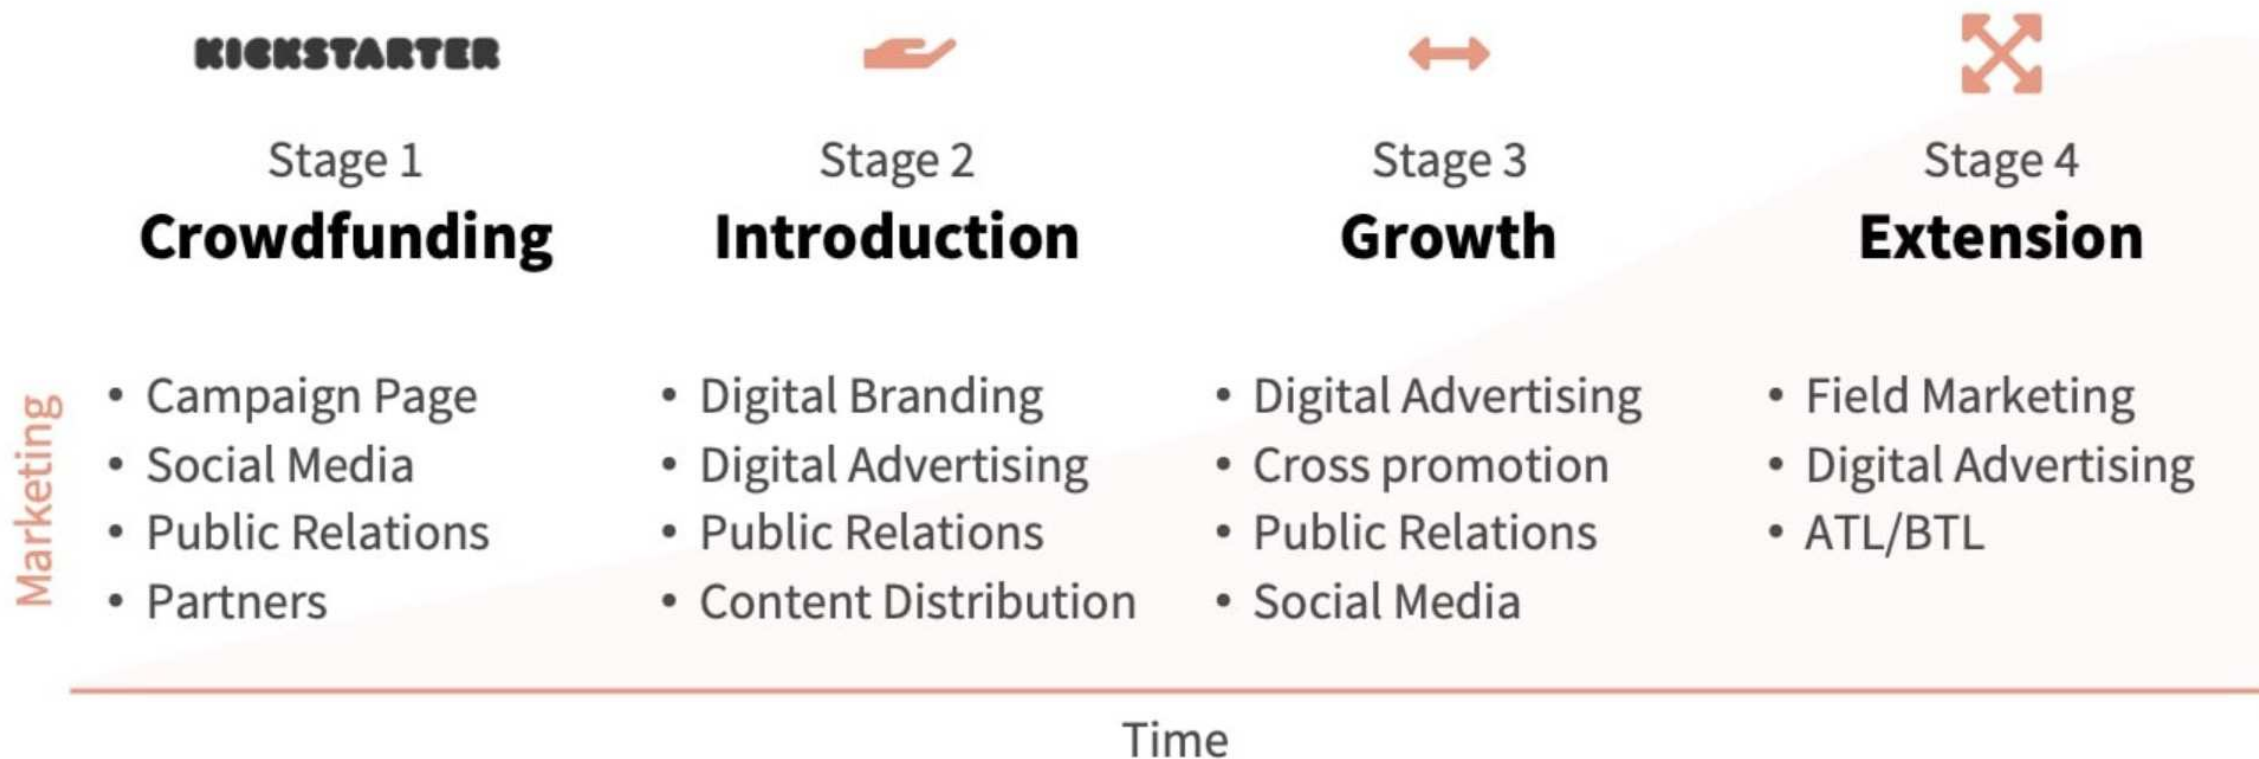 KICKSTARTER
Stage 1
Crowdfunding
Stage 2
Introduction
Stage 3
Growth
Stage 4
Extension
Marketing
• Campaign Page
• Social Media
• Public Relations
• Partners
• Digital Branding
• Digital Advertising
• Public Relations
• Content Distribution
• Digital Advertising
• Cross promotion
• Public Relations
• Social Media
• Field Marketing
• Digital Advertising
• ATL/BTL
Time